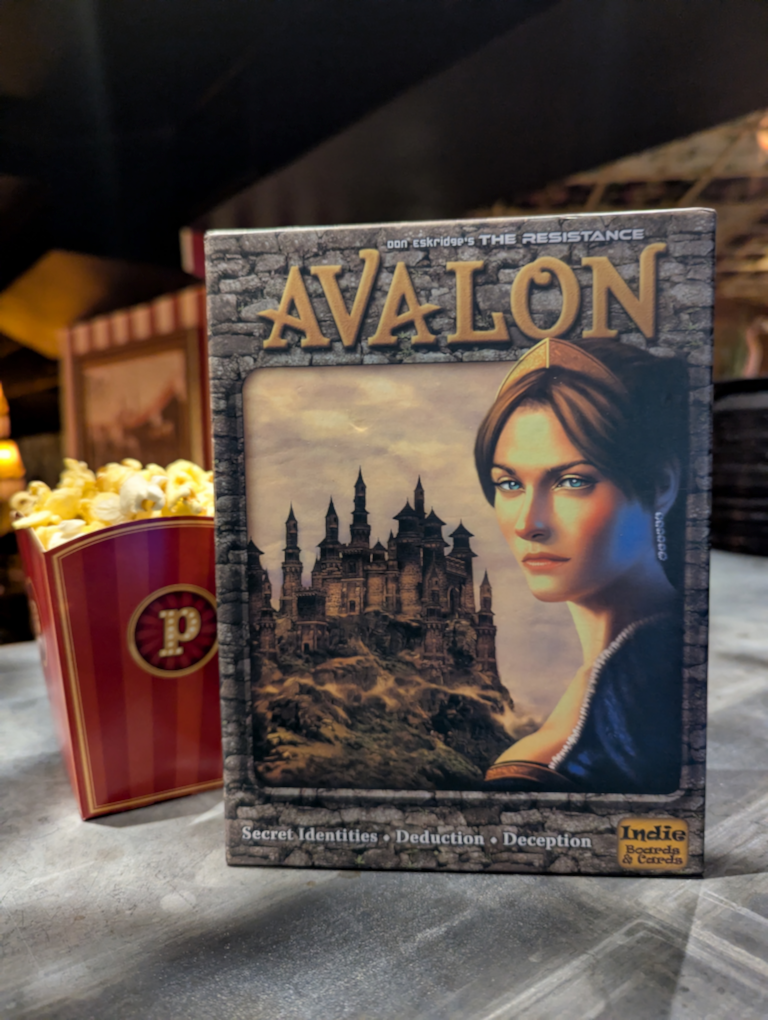 Don Eskridge's THE RESISTANCE
AVALON
P
Secret Identities • Deduction • Deception
Indie
Boards
& Cards